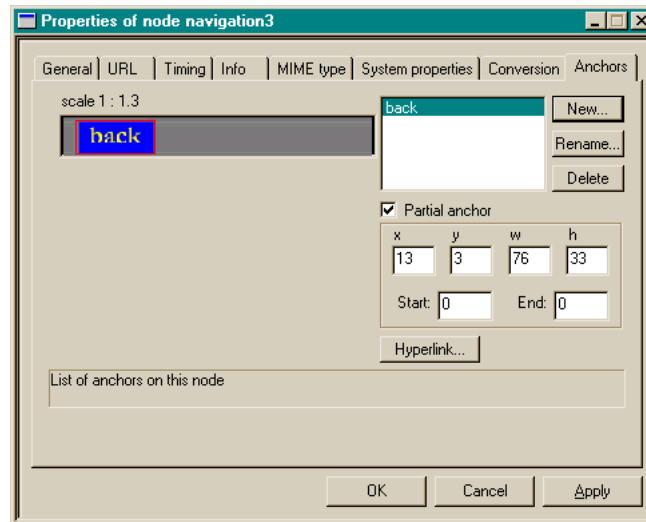 Properties of node navigation3
General URL Timing Info MIME type System properties Conversion Anchors
scale 1 : 1.3
back
back
New...
Rename...
Delete
Partial anchor
x y w h
13 3 76 33
Start: 0 End: 0
Hyperlink...
List of anchors on this node
OK Cancel Apply